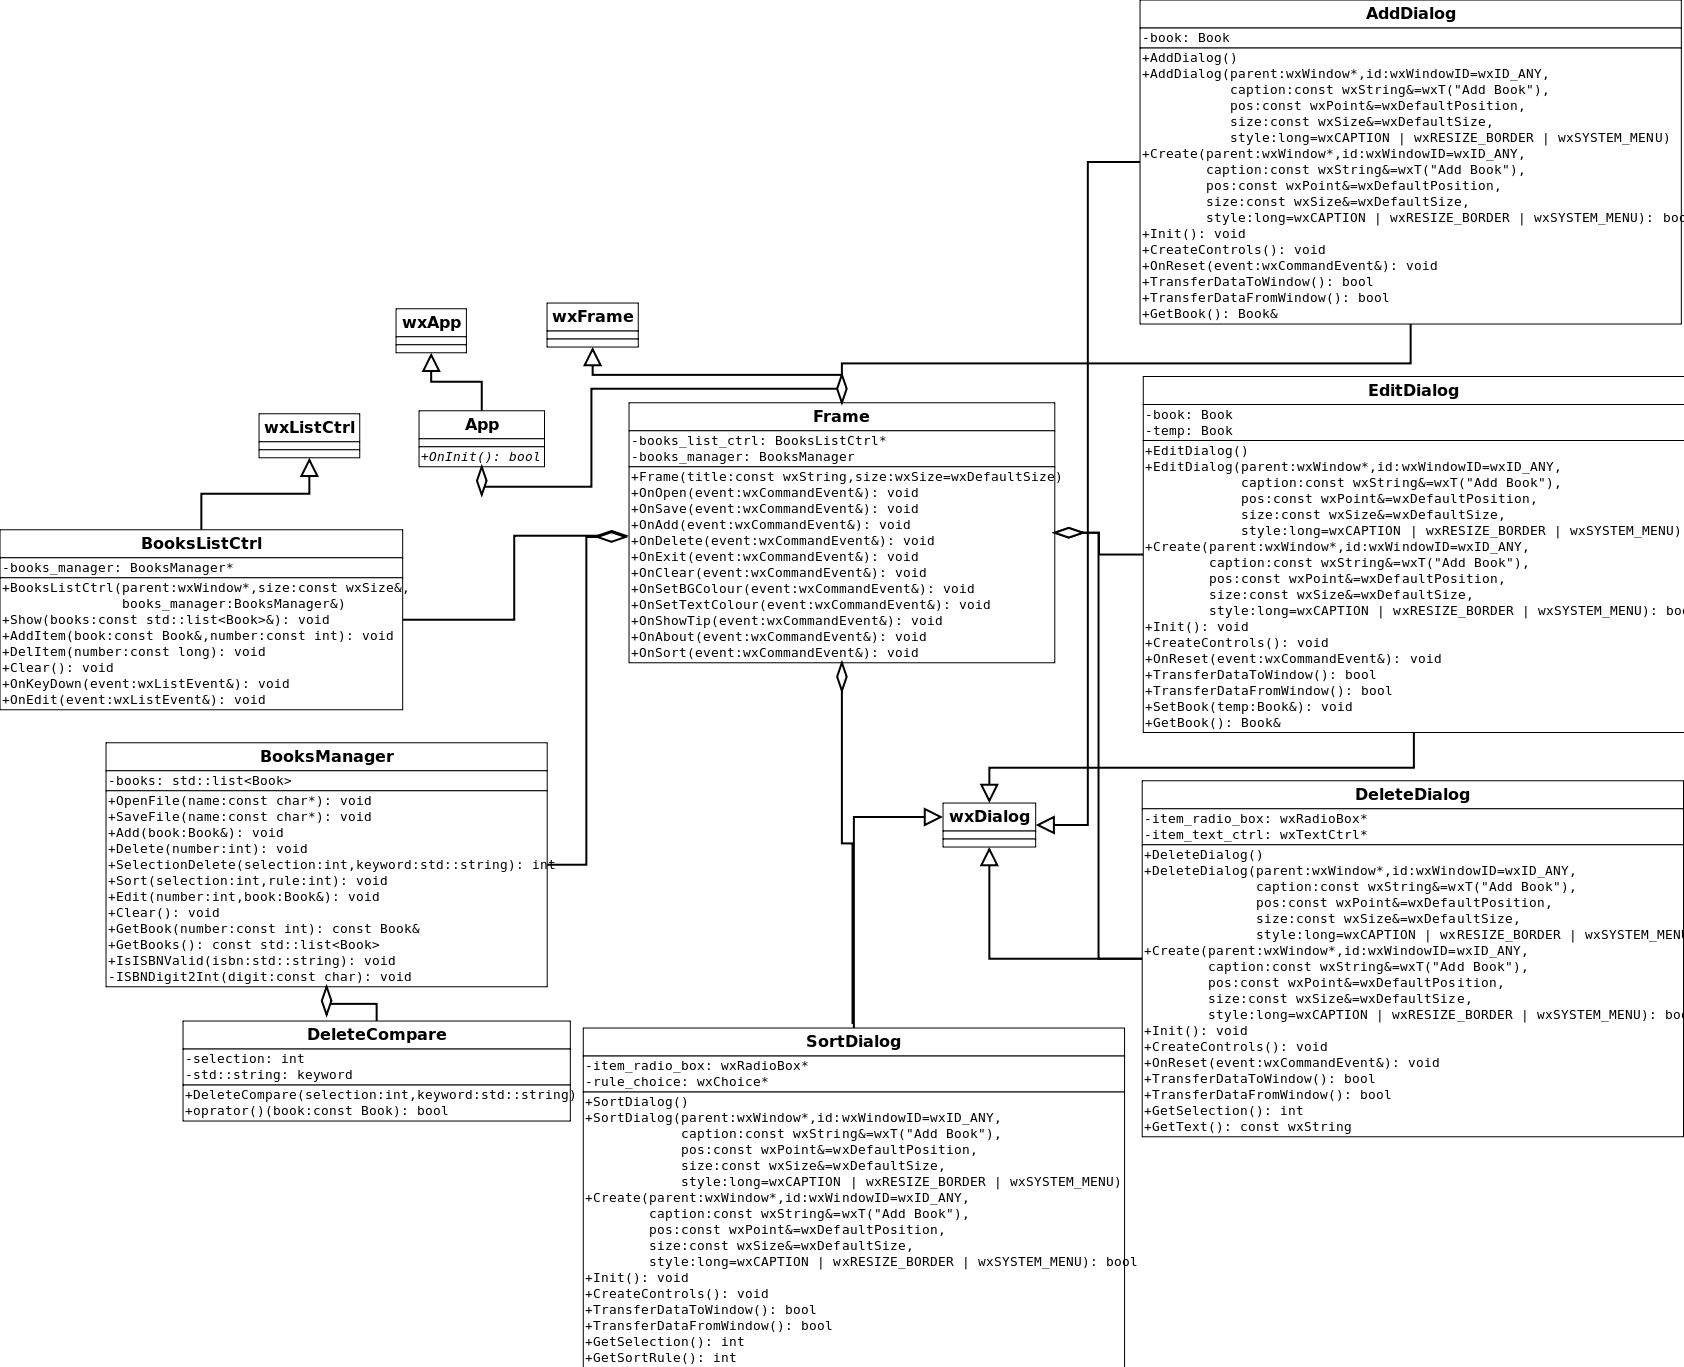 AddDialog
-book: Book
+AddDialog()
+AddDialog(parent:wxWindow*,id:wxWindowID=wxID_ANY,
caption:const wxString&=wxT("Add Book"),
pos:const wxPoint&=wxDefaultPosition,
size:const wxSize&=wxDefaultSize,
style:long=wxCAPTION | wxRESIZE_BORDER | wxSYSTEM_MENU)
+Create(parent:wxWindow*,id:wxWindowID=wxID_ANY,
caption:const wxString&=wxT("Add Book"),
pos:const wxPoint&=wxDefaultPosition,
size:const wxSize&=wxDefaultSize,
style:long=wxCAPTION | wxRESIZE_BORDER | wxSYSTEM_MENU): boo
+Init(): void
+CreateControls(): void
+OnReset(event:wxCommandEvent&): void
+TransferDataToWindow(): bool
+TransferDataFromWindow(): bool
+GetBook(): Book&
wxApp
wxFrame
wxListCtrl
App
+OnInit(): bool
Frame
-books_list_ctrl: BooksListCtrl*
-books_manager: BooksManager
+Frame(title:const wxString,size:wxSize=wxDefaultSize)
+OnOpen(event:wxCommandEvent&): void
+OnSave(event:wxCommandEvent&): void
+OnAdd(event:wxCommandEvent&): void
+OnDelete(event:wxCommandEvent&): void
+OnExit(event:wxCommandEvent&): void
+OnClear(event:wxCommandEvent&): void
+OnSetBGColour(event:wxCommandEvent&): void
+OnSetTextColour(event:wxCommandEvent&): void
+OnShowTip(event:wxCommandEvent&): void
+OnAbout(event:wxCommandEvent&): void
+OnSort(event:wxCommandEvent&): void
EditDialog
-book: Book
-temp: Book
+EditDialog()
+EditDialog(parent:wxWindow*,id:wxWindowID=wxID_ANY,
caption:const wxString&=wxT("Add Book"),
pos:const wxPoint&=wxDefaultPosition,
size:const wxSize&=wxDefaultSize,
style:long=wxCAPTION | wxRESIZE_BORDER | wxSYSTEM_MENU)
+Create(parent:wxWindow*,id:wxWindowID=wxID_ANY,
caption:const wxString&=wxT("Add Book"),
pos:const wxPoint&=wxDefaultPosition,
size:const wxSize&=wxDefaultSize,
style:long=wxCAPTION | wxRESIZE_BORDER | wxSYSTEM_MENU): boo
+Init(): void
+CreateControls(): void
+OnReset(event:wxCommandEvent&): void
+TransferDataToWindow(): bool
+TransferDataFromWindow(): bool
+SetBook(temp:Book&): void
+GetBook(): Book&
BooksListCtrl
-books_manager: BooksManager*
+BooksListCtrl(parent:wxWindow*,size:const wxSize&,
books_manager:BooksManager&)
+Show(books:const std::list<Book>&): void
+AddItem(book:const Book&,number:const int): void
+DelItem(number:const long): void
+Clear(): void
+OnKeyDown(event:wxListEvent&): void
+OnEdit(event:wxListEvent&): void
BooksManager
-books: std::list<Book>
+OpenFile(name:const char*): void
+SaveFile(name:const char*): void
+Add(book:Book&): void
+Delete(number:int): void
+SelectionDelete(selection:int,keyword:std::string): int
+Sort(selection:int,rule:int): void
+Edit(number:int,book:Book&): void
+Clear(): void
+GetBook(number:const int): const Book&
+GetBooks(): const std::list<Book>
+IsISBNValid(isbn:std::string): void
-ISBNDigit2Int(digit:const char): void
wxDialog
DeleteDialog
-item_radio_box: wxRadioBox*
-item_text_ctrl: wxTextCtrl*
+DeleteDialog()
+DeleteDialog(parent:wxWindow*,id:wxWindowID=wxID_ANY,
caption:const wxString&=wxT("Add Book"),
pos:const wxPoint&=wxDefaultPosition,
size:const wxSize&=wxDefaultSize,
style:long=wxCAPTION | wxRESIZE_BORDER | wxSYSTEM_MENU
+Create(parent:wxWindow*,id:wxWindowID=wxID_ANY,
caption:const wxString&=wxT("Add Book"),
pos:const wxPoint&=wxDefaultPosition,
size:const wxSize&=wxDefaultSize,
style:long=wxCAPTION | wxRESIZE_BORDER | wxSYSTEM_MENU): boo
+Init(): void
+CreateControls(): void
+OnReset(event:wxCommandEvent&): void
+TransferDataToWindow(): bool
+TransferDataFromWindow(): bool
+GetSelection(): int
+GetText(): const wxString
DeleteCompare
-selection: int
-std::string: keyword
+DeleteCompare(selection:int,keyword:std::string)
+oprator()(book:const Book): bool
SortDialog
-item_radio_box: wxRadioBox*
-rule_choice: wxChoice*
+SortDialog()
+SortDialog(parent:wxWindow*,id:wxWindowID=wxID_ANY,
caption:const wxString&=wxT("Add Book"),
pos:const wxPoint&=wxDefaultPosition,
size:const wxSize&=wxDefaultSize,
style:long=wxCAPTION | wxRESIZE_BORDER | wxSYSTEM_MENU)
+Create(parent:wxWindow*,id:wxWindowID=wxID_ANY,
caption:const wxString&=wxT("Add Book"),
pos:const wxPoint&=wxDefaultPosition,
size:const wxSize&=wxDefaultSize,
style:long=wxCAPTION | wxRESIZE_BORDER | wxSYSTEM_MENU): bool
+Init(): void
+CreateControls(): void
+TransferDataToWindow(): bool
+TransferDataFromWindow(): bool
+GetSelection(): int
+GetSortRule(): int